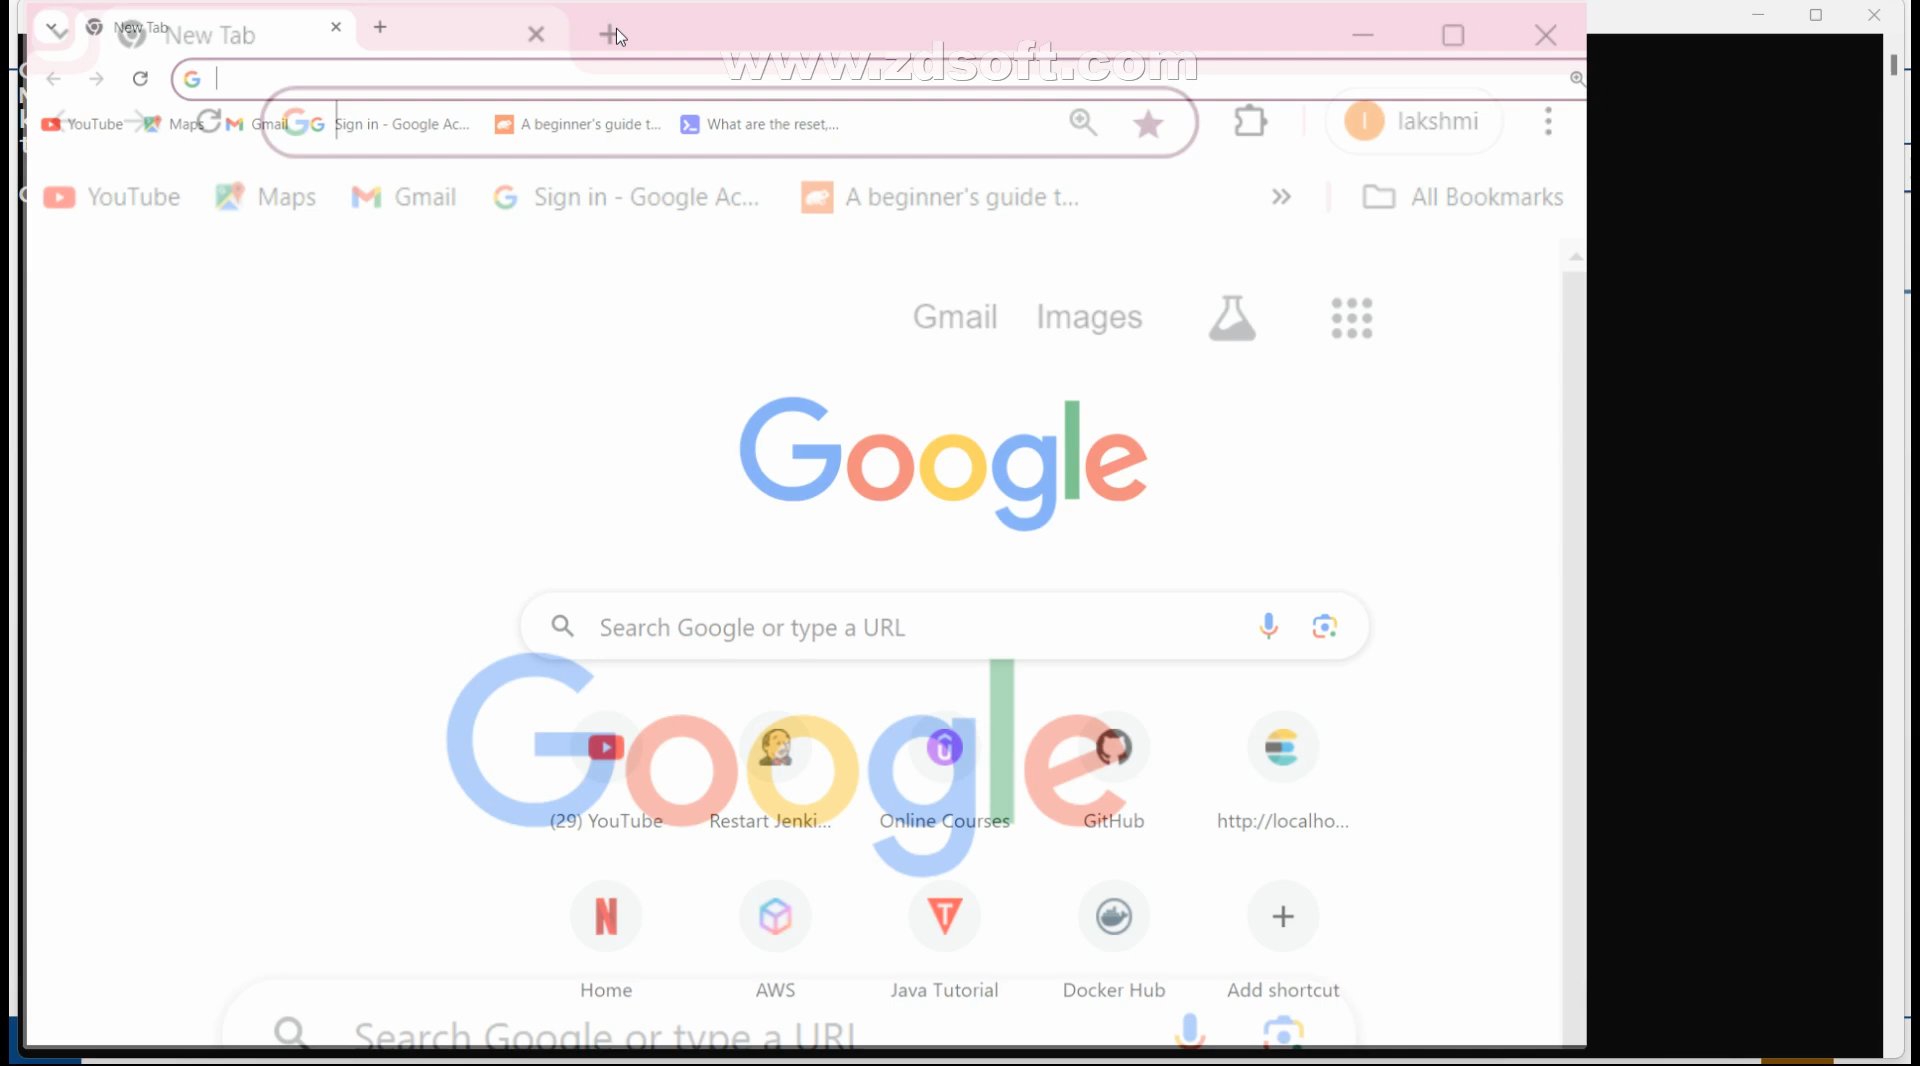 New Tab
New Tab
www.zdsoft.com
YouTube Maps Gmail Sign in - Google Ac... A beginner's guide t... What are the reset,...
lakshmi
YouTube Maps Gmail Sign in - Google Ac... A beginner's guide t... » All Bookmarks
Gmail Images
Google
Search Google or type a URL
Google
(29) YouTube Restart Jenki... Online Courses GitHub http://localho...
Home AWS Java Tutorial Docker Hub Add shortcut
Search Google or type a URL